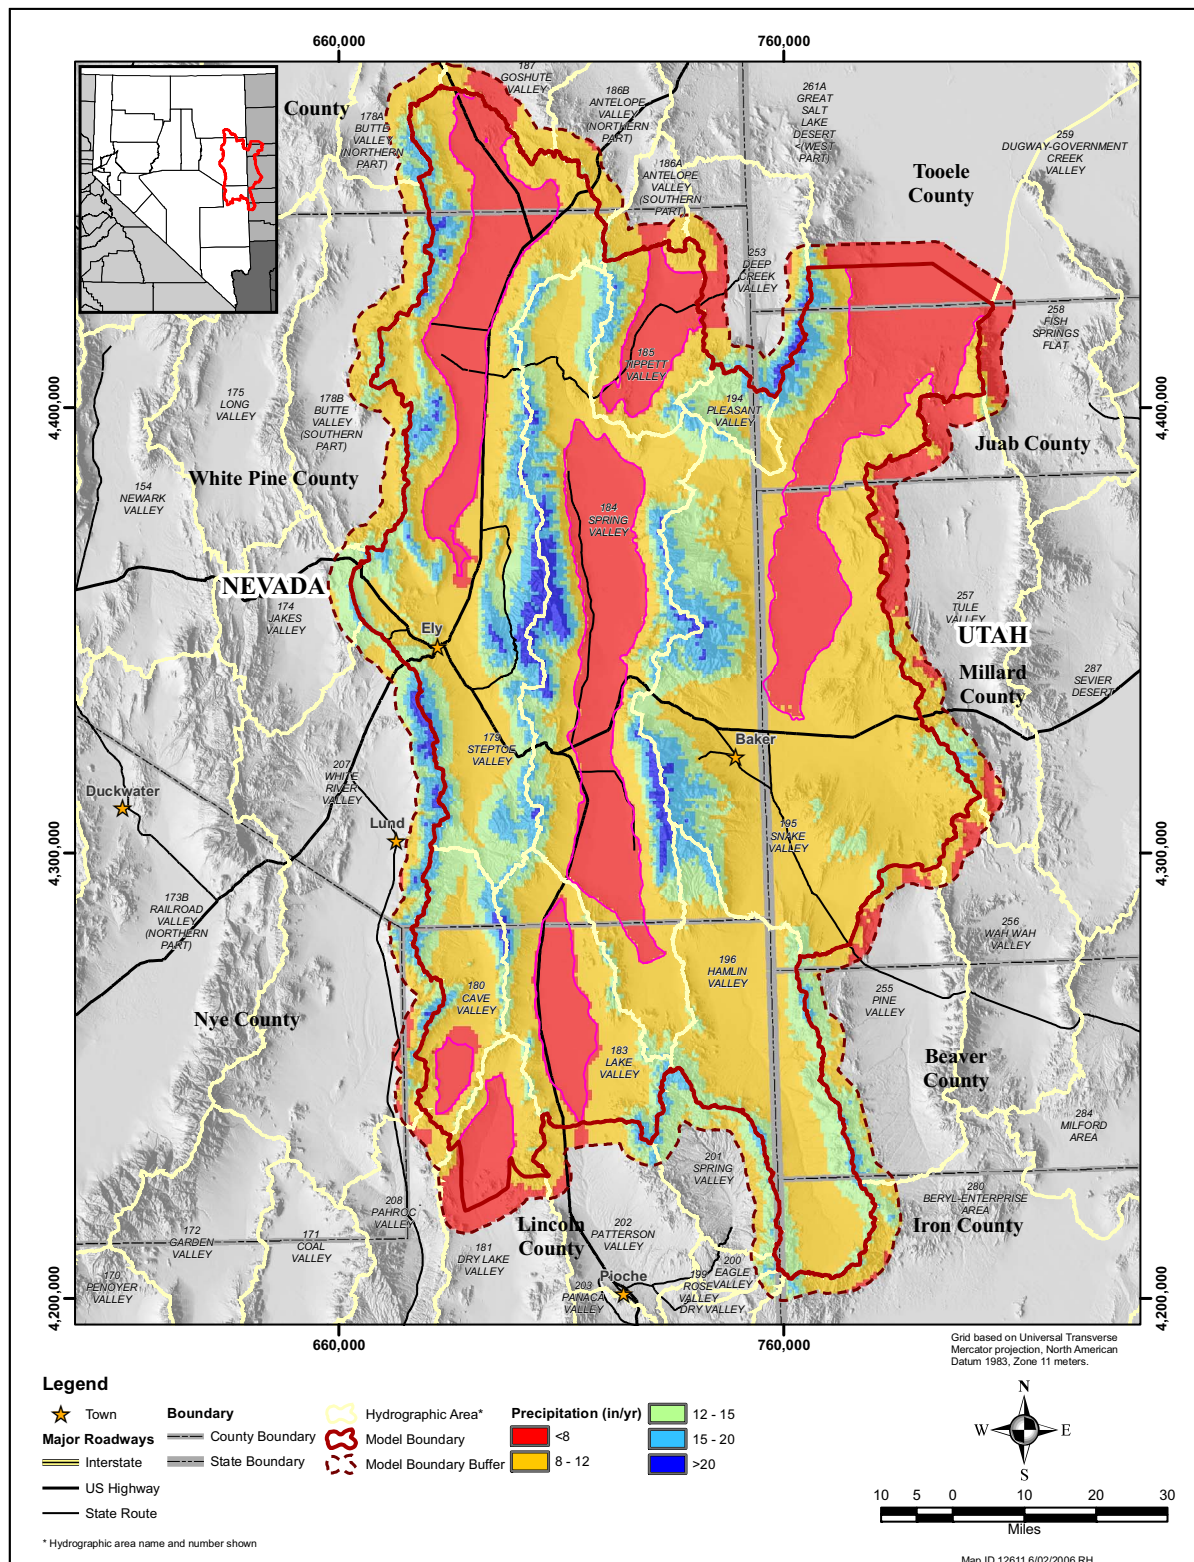 660,000
760,000
187
GOSHUTE
VALLEY
County
178A
BUTTE
VALLEY
(NORTHERN
PART)
186B
ANTELOPE
VALLEY
(NORTHERN
PART)
261A
GREAT
SALT
LAKE
DESERT
<(WEST
PART)
259
DUGWAY-GOVERNMENT
CREEK
VALLEY
186A
ANTELOPE
VALLEY
(SOUTHERN
PART)
Tooele
County
253
DEEP
CREEK
VALLEY
258
FISH
SPRINGS
FLAT
185
TIPPETT
VALLEY
175
LONG
VALLEY
178B
BUTTE
VALLEY
(SOUTHERN
PART)
194
PLEASANT
VALLEY
4,400,000
4,400,000
Juab County
White Pine County
154
NEWARK
VALLEY
184
SPRING
VALLEY
NEVADA
174
JAKES
VALLEY
257
TULE
VALLEY
UTAH
Ely
Millard
County
287
SEVIER
DESERT
179
STEPTOE
VALLEY
Baker
207
WHITE
RIVER
VALLEY
Duckwater
Lund
195
SNAKE
VALLEY
4,300,000
4,300,000
173B
RAILROAD
VALLEY
(NORTHERN
PART)
256
WAH WAH
VALLEY
196
HAMLIN
VALLEY
180
CAVE
VALLEY
255
PINE
VALLEY
Nye County
183
LAKE
VALLEY
Beaver
County
284
MILFORD
AREA
201
SPRING
VALLEY
280
BERYL-ENTERPRISE
AREA
208
PAHROC
VALLEY
Lincoln
County
202
PATTERSON
VALLEY
Iron County
172
GARDEN
VALLEY
171
COAL
VALLEY
181
DRY LAKE
VALLEY
200
EAGLE
VALLEY
170
PENOYER
VALLEY
Pioche
203
PANACA
VALLEY
199
ROSE
VALLEY
DRY VALLEY
4,200,000
4,200,000
660,000
760,000
Grid based on Universal Transverse
Mercator projection, North American
Datum 1983, Zone 11 meters.
Legend
Town
Major Roadways
Interstate
US Highway
State Route
Boundary
County Boundary
State Boundary
Hydrographic Area*
Model Boundary
Model Boundary Buffer
Precipitation (in/yr)
<8
8 - 12
12 - 15
15 - 20
>20
N
W
E
S
10 5 0 10 20 30
Miles
* Hydrographic area name and number shown
Map ID 12611 6/02/2006 RH